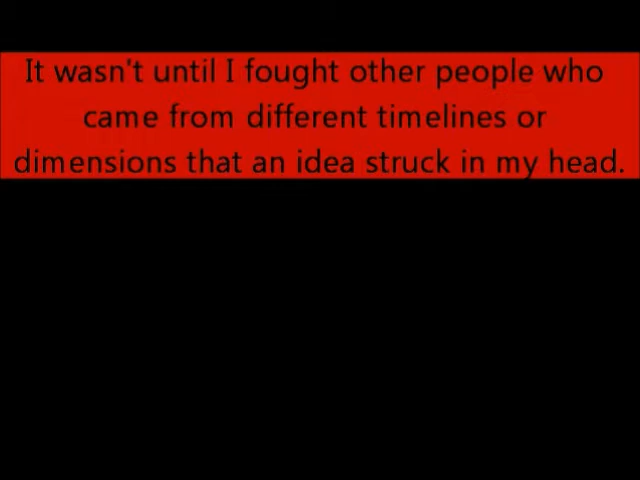 It wasn't until I fought other people who
came from different timelines or
dimensions that an idea struck in my head.